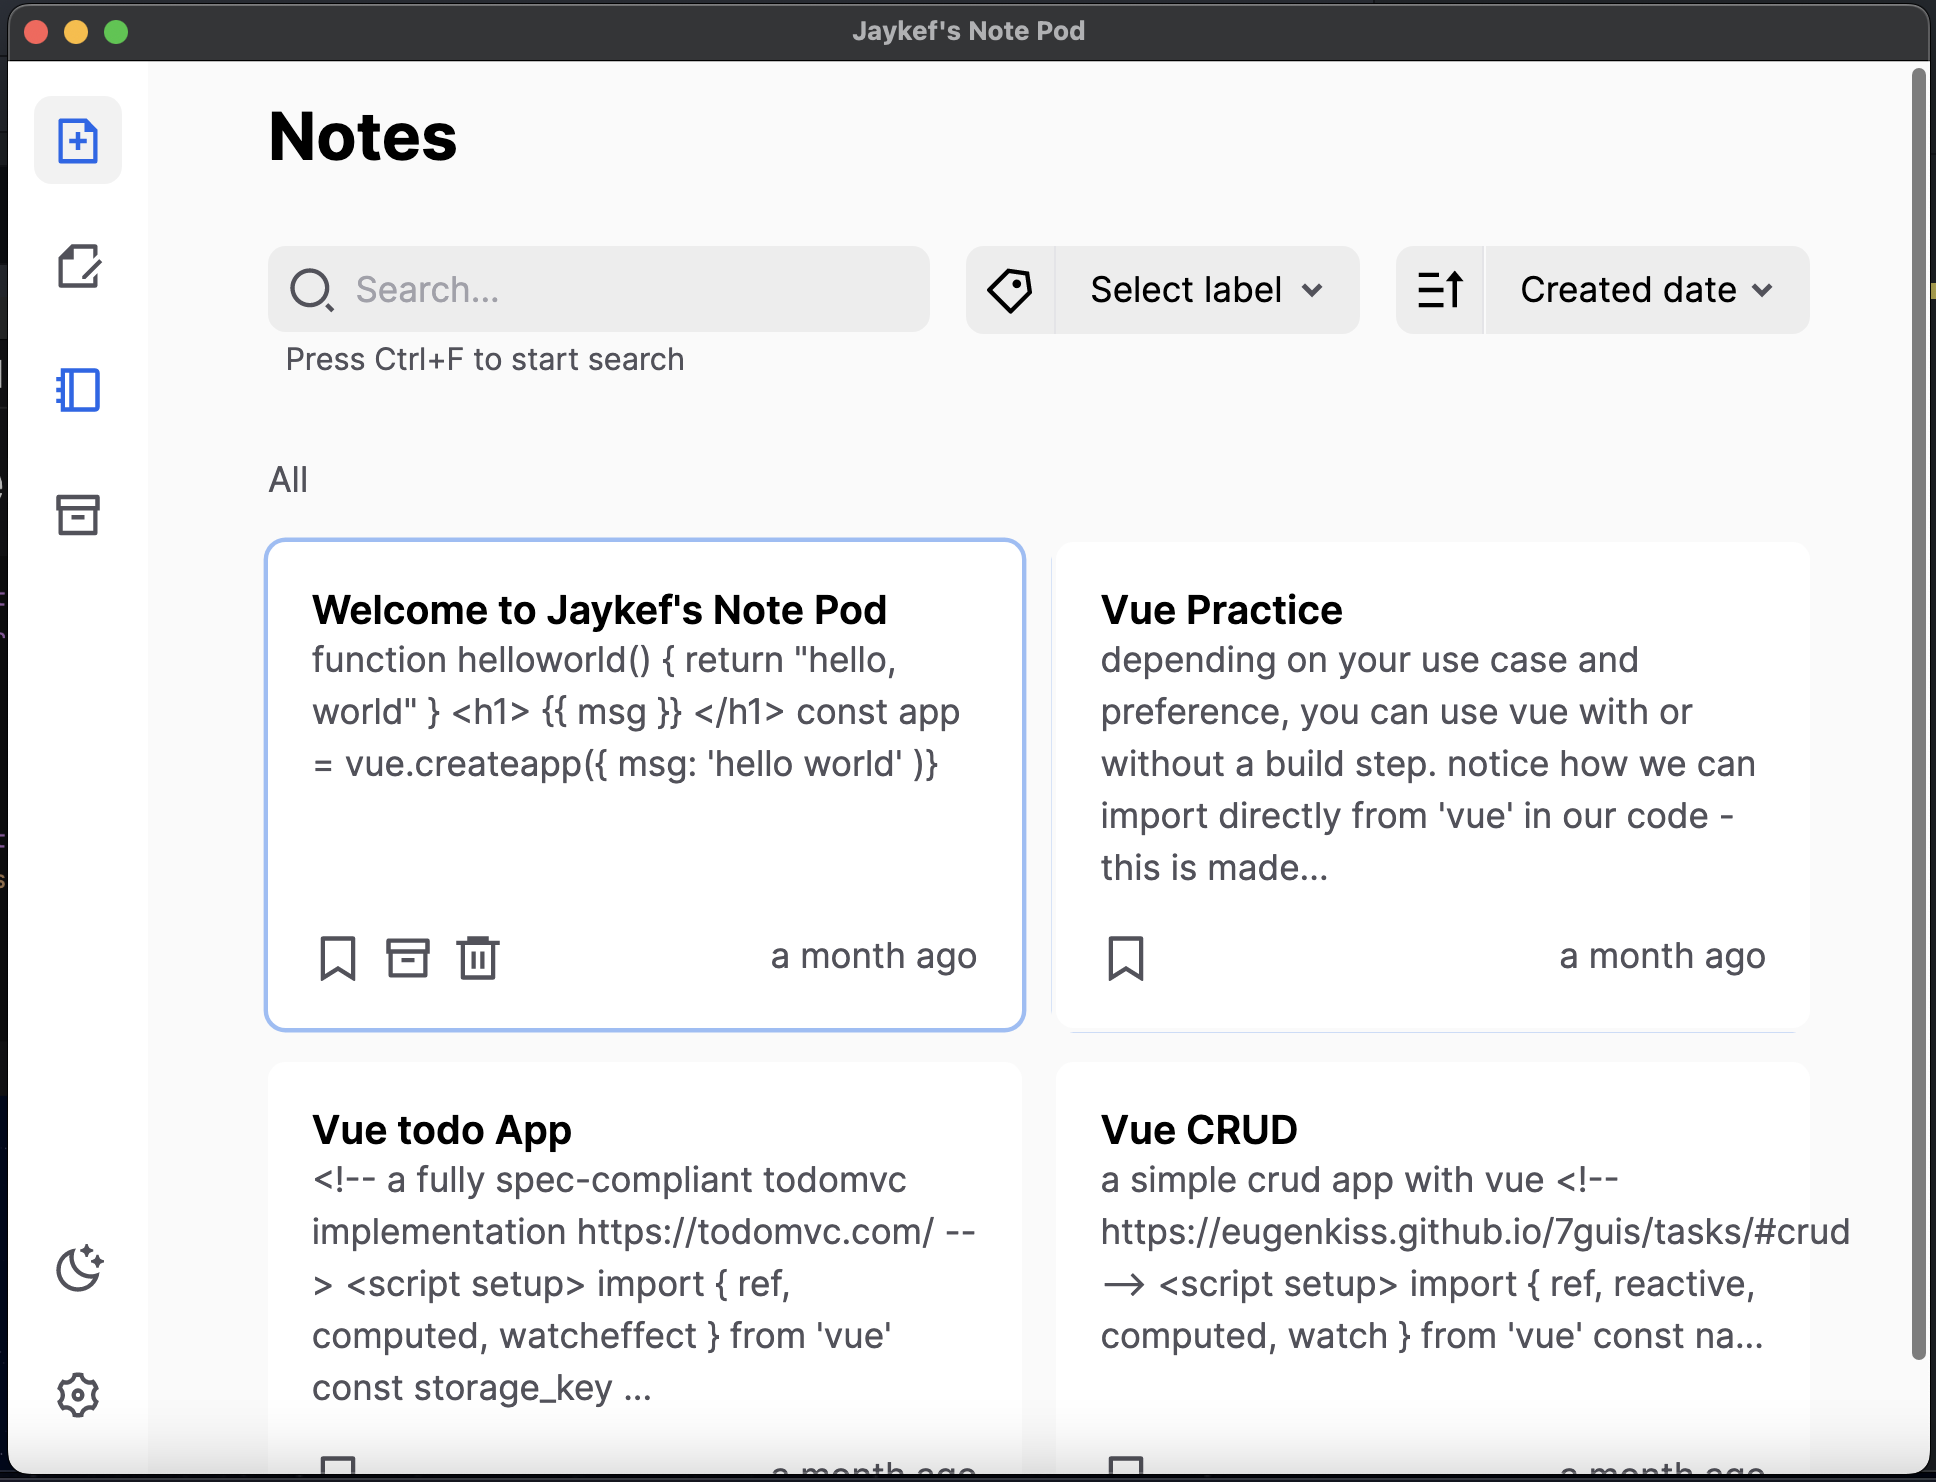 Jaykef's Note Pod
Notes
Search...
Select label
Created date
Press Ctrl+F to start search
All
Welcome to Jaykef's Note Pod
function helloworld() { return "hello,
world" } <h1> {{ msg }} </h1> const app
= vue.createapp({ msg: 'hello world' )}
a month ago
Vue Practice
depending on your use case and
preference, you can use vue with or
without a build step. notice how we can
import directly from 'vue' in our code -
this is made...
a month ago
Vue todo App
<!-- a fully spec-compliant todomvc
implementation https://todomvc.com/ --
> <script setup> import { ref,
computed, watcheffect } from 'vue'
const storage_key ...
a month ago
Vue CRUD
a simple crud app with vue <!--
https://eugenkiss.github.io/7guis/tasks/#crud
--> <script setup> import { ref, reactive,
computed, watch } from 'vue' const na...
a month ago